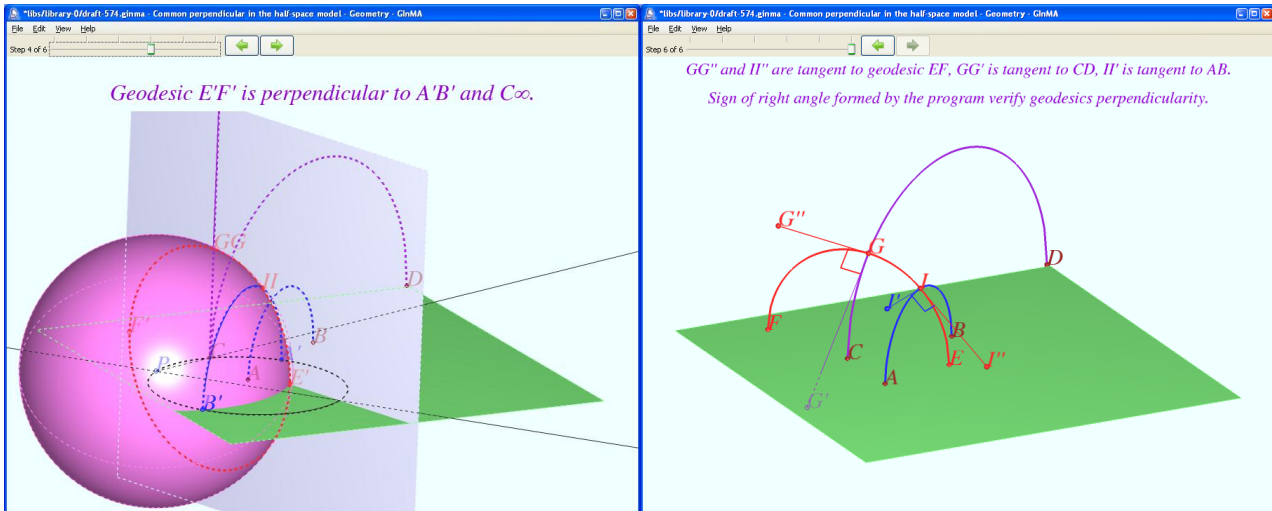 *libs/library-0/draft-574.ginma - Common perpendicular in the half-space model - Geometry - GInMA
File Edit View Help
Step 4 of 6
Geodesic E'F' is perpendicular to A'B' and C∞.
GG
II
D
F'
B
C
A'
P
A
E'
B'
*libs/library-0/draft-574.ginma - Common perpendicular in the half-space model - Geometry - GInMA
File Edit View Help
Step 6 of 6
GG'' and II'' are tangent to geodesic EF, GG' is tangent to CD, II' is tangent to AB.
Sign of right angle formed by the program verify geodesics perpendicularity.
G''
G
D
I
I'
F
B
C
E
I''
A
G'